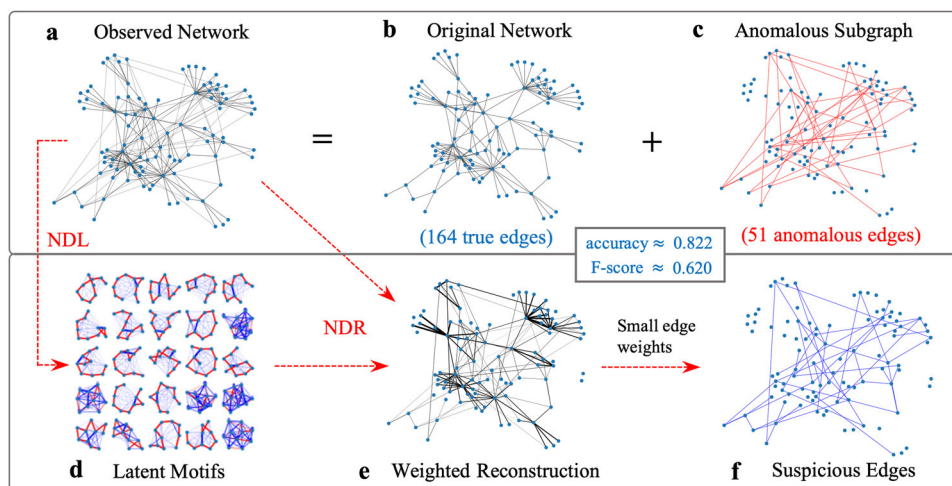 a Observed Network
b Original Network
c Anomalous Subgraph
=
+
NDL
(164 true edges)
(51 anomalous edges)
accuracy ≈ 0.822
F-score ≈ 0.620
NDR
Small edge
weights
d Latent Motifs
e Weighted Reconstruction
f Suspicious Edges